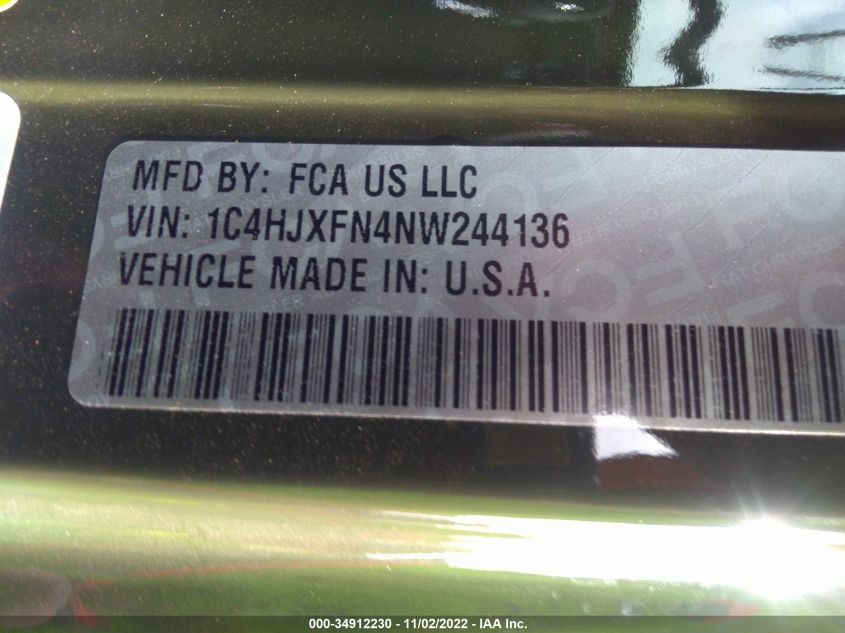 MFD BY: FCA US LLC
VIN: 1C4HJXFN4NW244136
VEHICLE MADE IN: U.S.A.
000-34912230 - 11/02/2022 - IAA Inc.